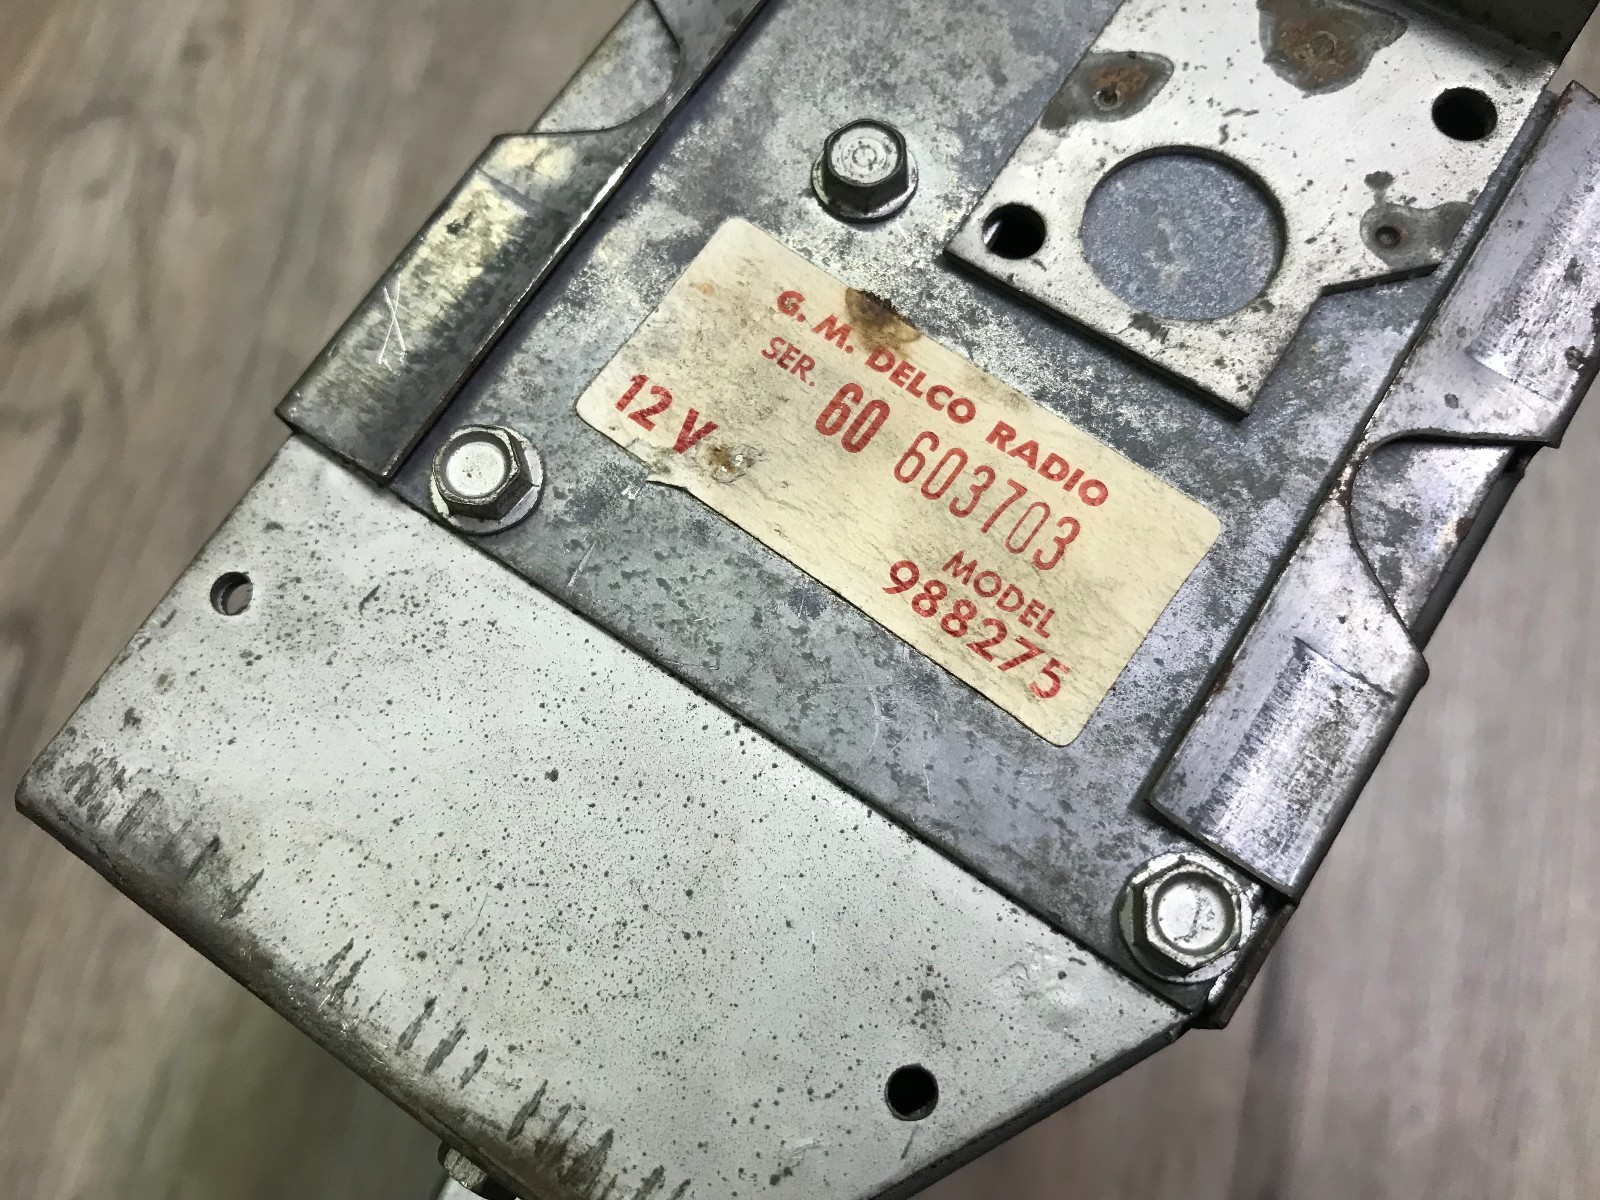 G. M. DELCO RADIO
SER. 60 603703
12 V
MODEL
988275